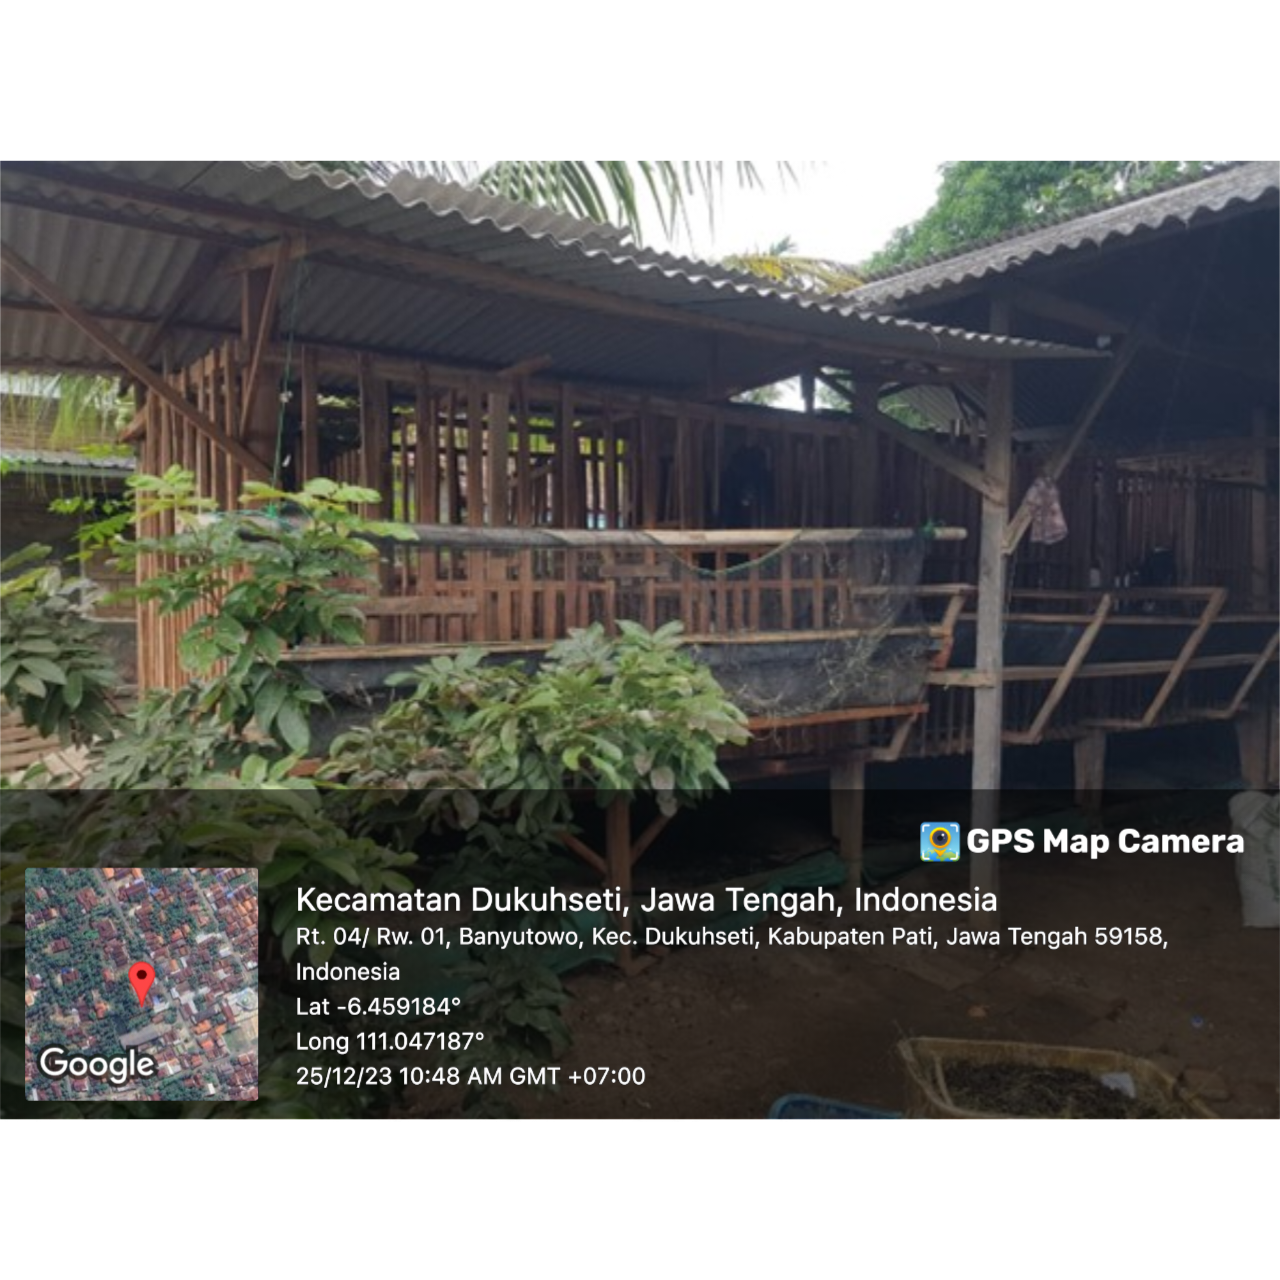 GPS Map Camera
Kecamatan Dukuhseti, Jawa Tengah, Indonesia
Rt. 04/ Rw. 01, Banyutowo, Kec. Dukuhseti, Kabupaten Pati, Jawa Tengah 59158,
Indonesia
Lat -6.459184°
Long 111.047187°
25/12/23 10:48 AM GMT +07:00
Google